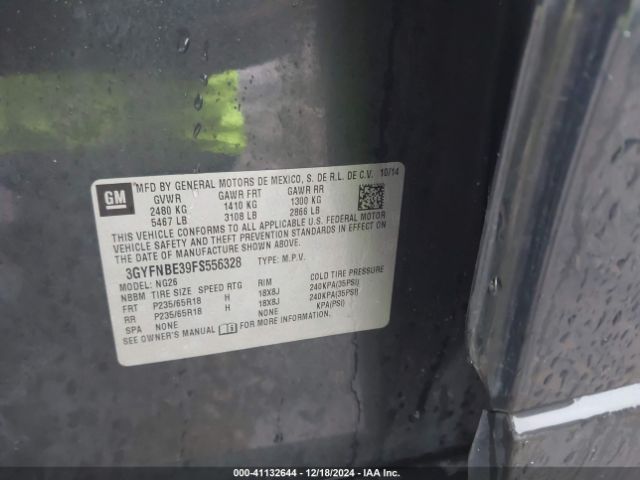 GM
MFD BY GENERAL MOTORS DE MEXICO, S. DE R.L. DE C.V. 10/14
GVWR GAWR FRT GAWR RR
2480 KG 1410 KG 1300 KG
5467 LB 3108 LB 2866 LB
THIS VEHICLE CONFORMS TO ALL APPLICABLE U.S. FEDERAL MOTOR
VEHICLE SAFETY AND THEFT PREVENTION STANDARDS IN EFFECT ON
THE DATE OF MANUFACTURE SHOWN ABOVE.
3GYFNBE39FS556328 TYPE: M.P.V.
MODEL: NG26
NBBM TIRE SIZE SPEED RTG RIM COLD TIRE PRESSURE
FRT P235/65R18 H 18X8J 240KPA(35PSI)
RR P235/65R18 H 18X8J 240KPA(35PSI)
SPA NONE NONE KPA(PSI)
SEE OWNER'S MANUAL FOR MORE INFORMATION.
000-41132644 - 12/18/2024 - IAA Inc.